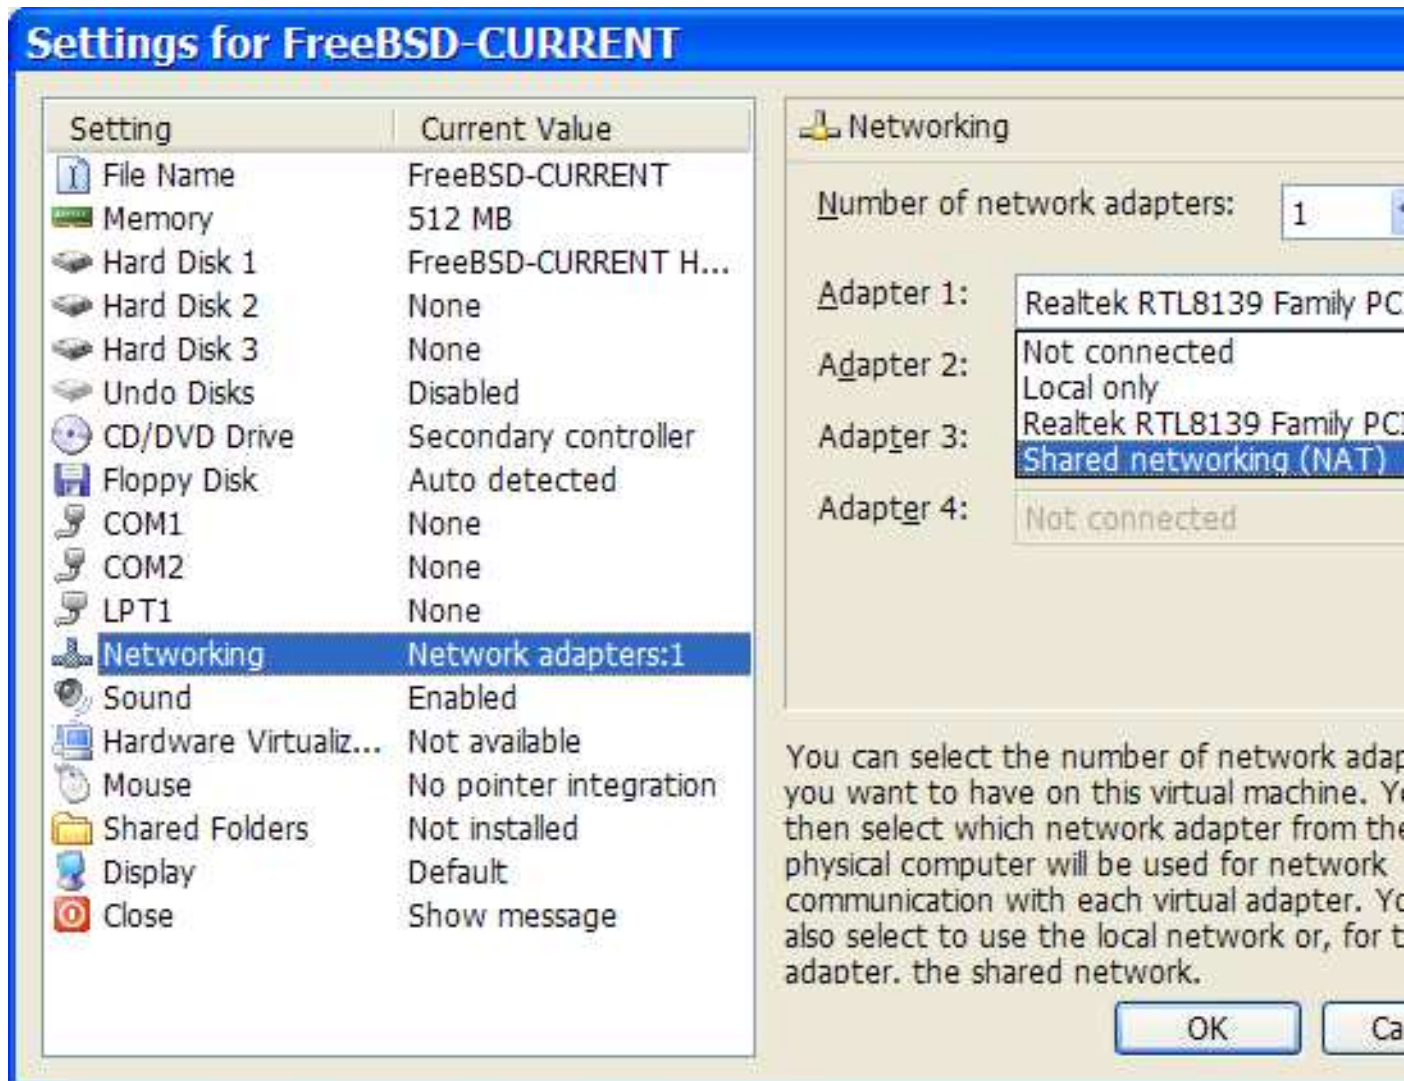 Settings for FreeBSD-CURRENT
Setting Current Value
File Name FreeBSD-CURRENT
Memory 512 MB
Hard Disk 1 FreeBSD-CURRENT H...
Hard Disk 2 None
Hard Disk 3 None
Undo Disks Disabled
CD/DVD Drive Secondary controller
Floppy Disk Auto detected
COM1 None
COM2 None
LPT1 None
Networking Network adapters:1
Sound Enabled
Hardware Virtualiz... Not available
Mouse No pointer integration
Shared Folders Not installed
Display Default
Close Show message
Networking
Number of network adapters: 1
Adapter 1: Realtek RTL8139 Family
Not connected
Adapter 2:
Local only
Realtek RTL8139 Family
Adapter 3:
Shared networking (NAT)
Adapter 4: Not connected
You can select the number of network
you want to have on this virtual machine.
then select which network adapter from
physical computer will be used for network
communication with each virtual adapter.
also select to use the local network or, for
adapter. the shared network.
OK